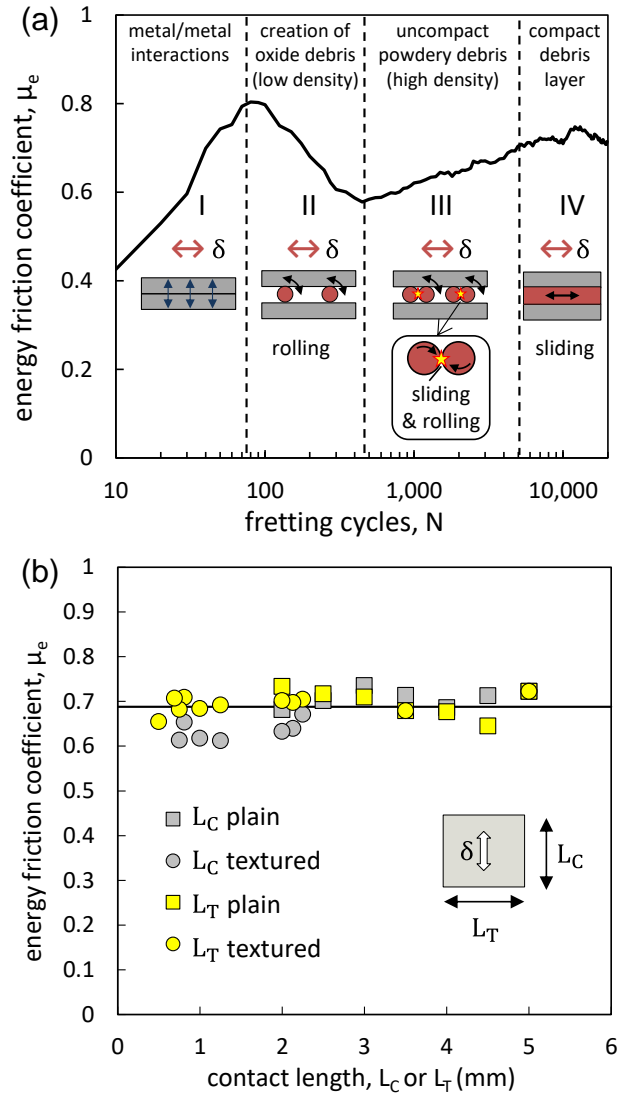 (a)
metal/metal interactions
creation of oxide debris (low density)
uncompact powdery debris (high density)
compact debris layer
energy friction coefficient, μe
1
0.8
0.6
0.4
0.2
0
I
II
III
IV
δ
δ
δ
δ
rolling
sliding & rolling
sliding
10
100
1,000
10,000
fretting cycles, N
(b)
energy friction coefficient, μe
1
0.9
0.8
0.7
0.6
0.5
0.4
0.3
0.2
0.1
0
LC plain
LC textured
LT plain
LT textured
δ
LC
LT
0
1
2
3
4
5
6
contact length, LC or LT (mm)